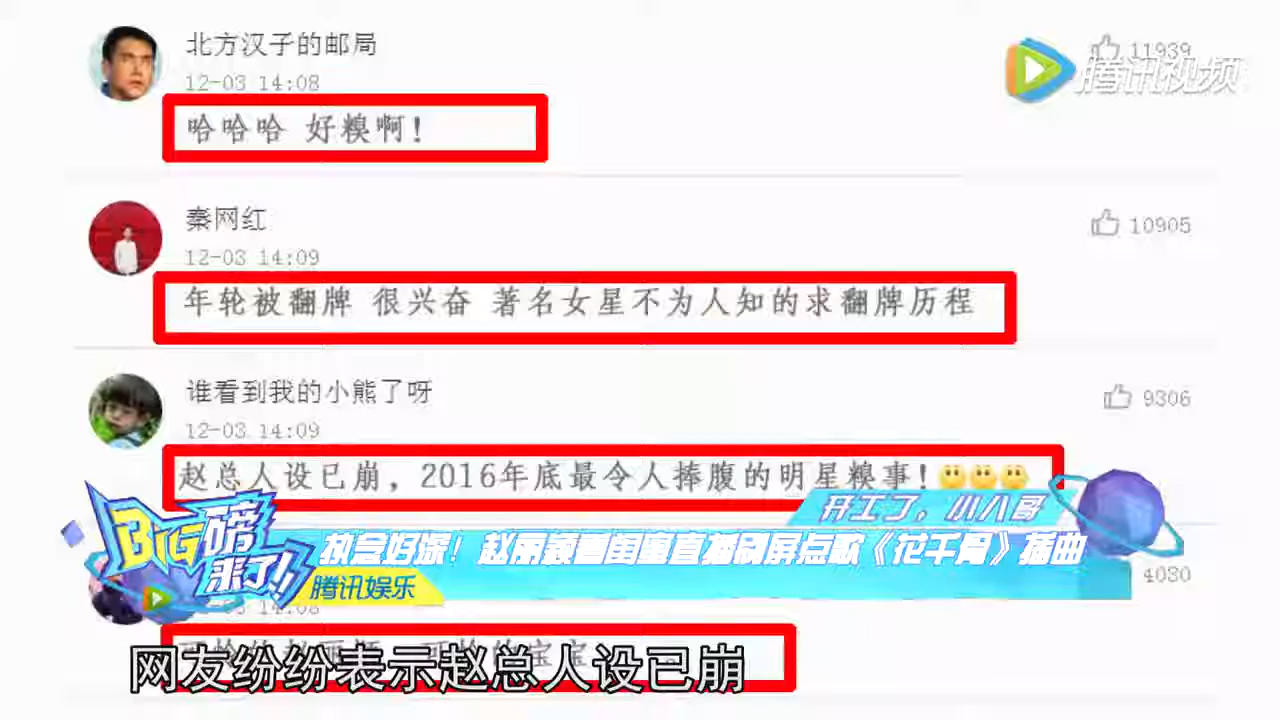 北方汉子的邮局
11939
腾讯视频
12-03 14:08
哈哈哈 好糗啊！
秦网红
10905
12-03 14:09
年轮被翻牌 很兴奋 著名女星不为人知的求翻牌历程
谁看到我的小熊了呀
9306
12-03 14:09
赵总人设已崩，2016年底最令人捧腹的明星糗事！
开工了，小八哥
BIG磅来了!!
执念好深！赵丽颖看闺蜜直播刷屏点歌《花千骨》插曲
腾讯娱乐
4030
网友纷纷表示赵总人设已崩